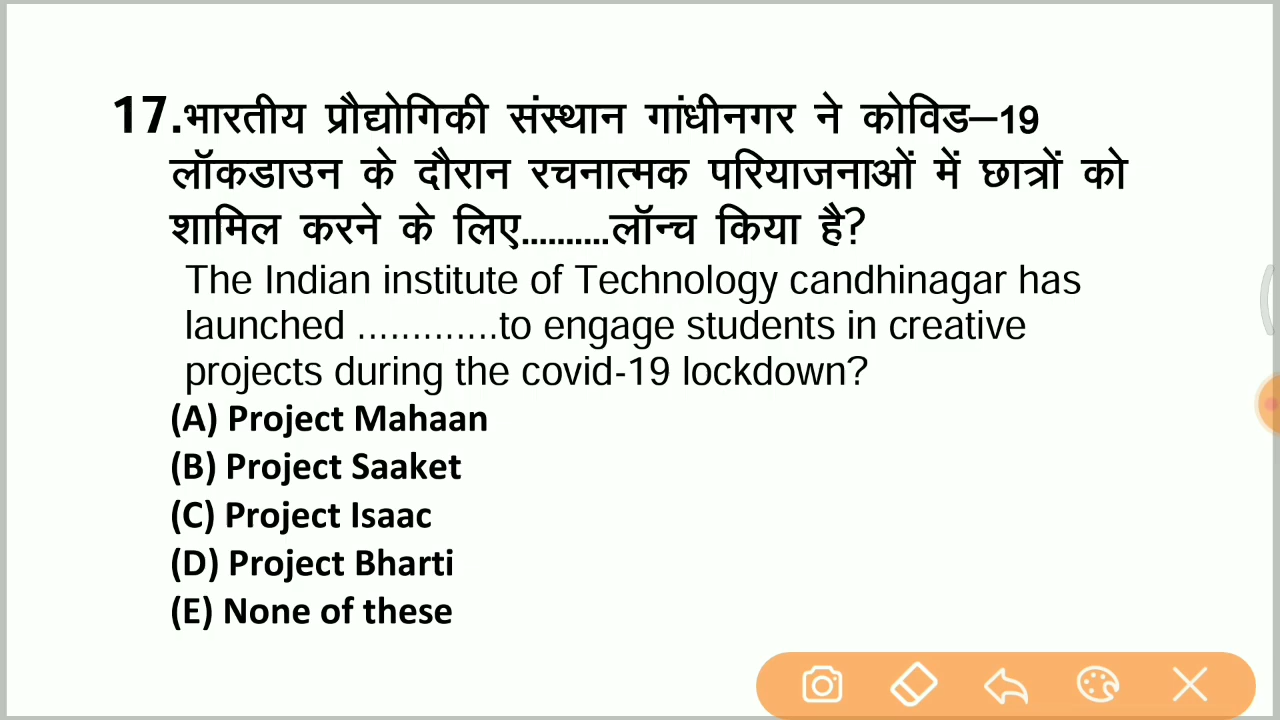 17.भारतीय प्रौद्योगिकी संस्थान गांधीनगर ने कोविड–19
लॉकडाउन के दौरान रचनात्मक परियाजनाओं में छात्रों को
शामिल करने के लिए..........लॉन्च किया है?
The Indian institute of Technology candhinagar has
launched .............to engage students in creative
projects during the covid-19 lockdown?
(A) Project Mahaan
(B) Project Saaket
(C) Project Isaac
(D) Project Bharti
(E) None of these